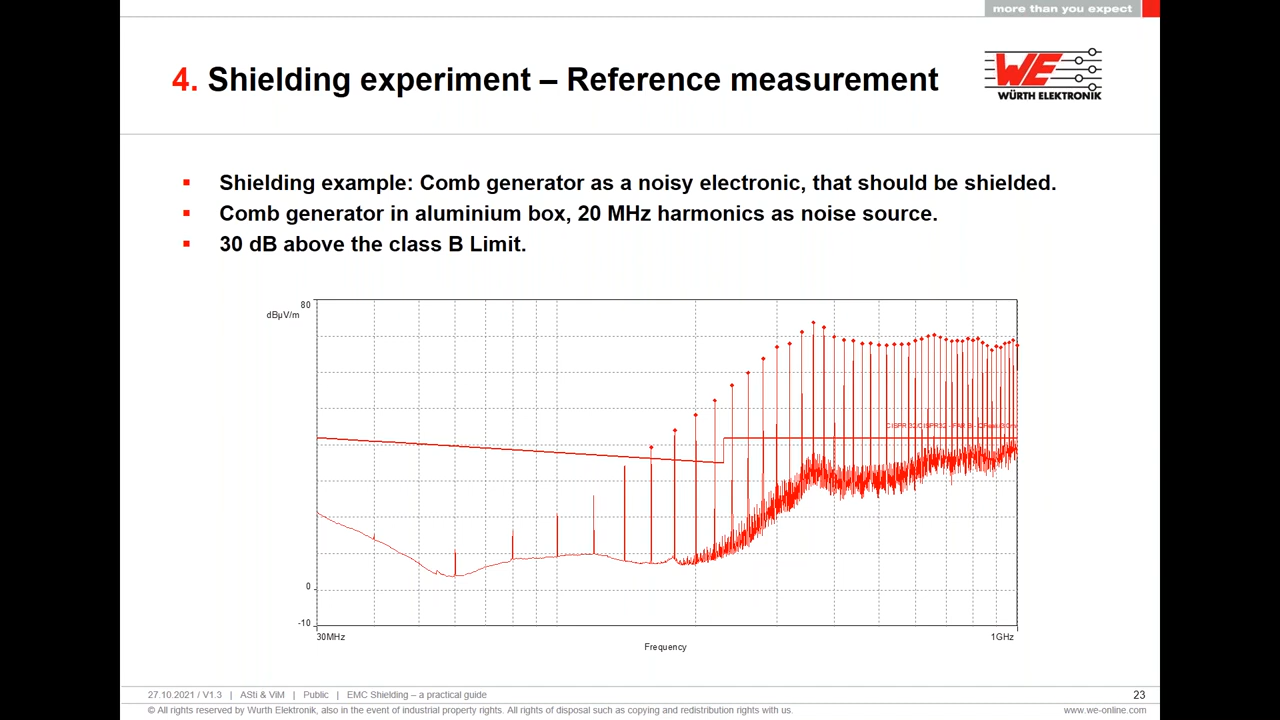 more than you expect
4. Shielding experiment – Reference measurement
WE
WÜRTH ELEKTRONIK
Shielding example: Comb generator as a noisy electronic, that should be shielded.
Comb generator in aluminium box, 20 MHz harmonics as noise source.
30 dB above the class B Limit.
80
dBµV/m
0
-10
30MHz
1GHz
Frequency
27.10.2021 / V1.3 | ASti & ViM | Public | EMC Shielding – a practical guide
23
© All rights reserved by Wurth Elektronik, also in the event of industrial property rights. All rights of disposal such as copying and redistribution rights with us.
www.we-online.com